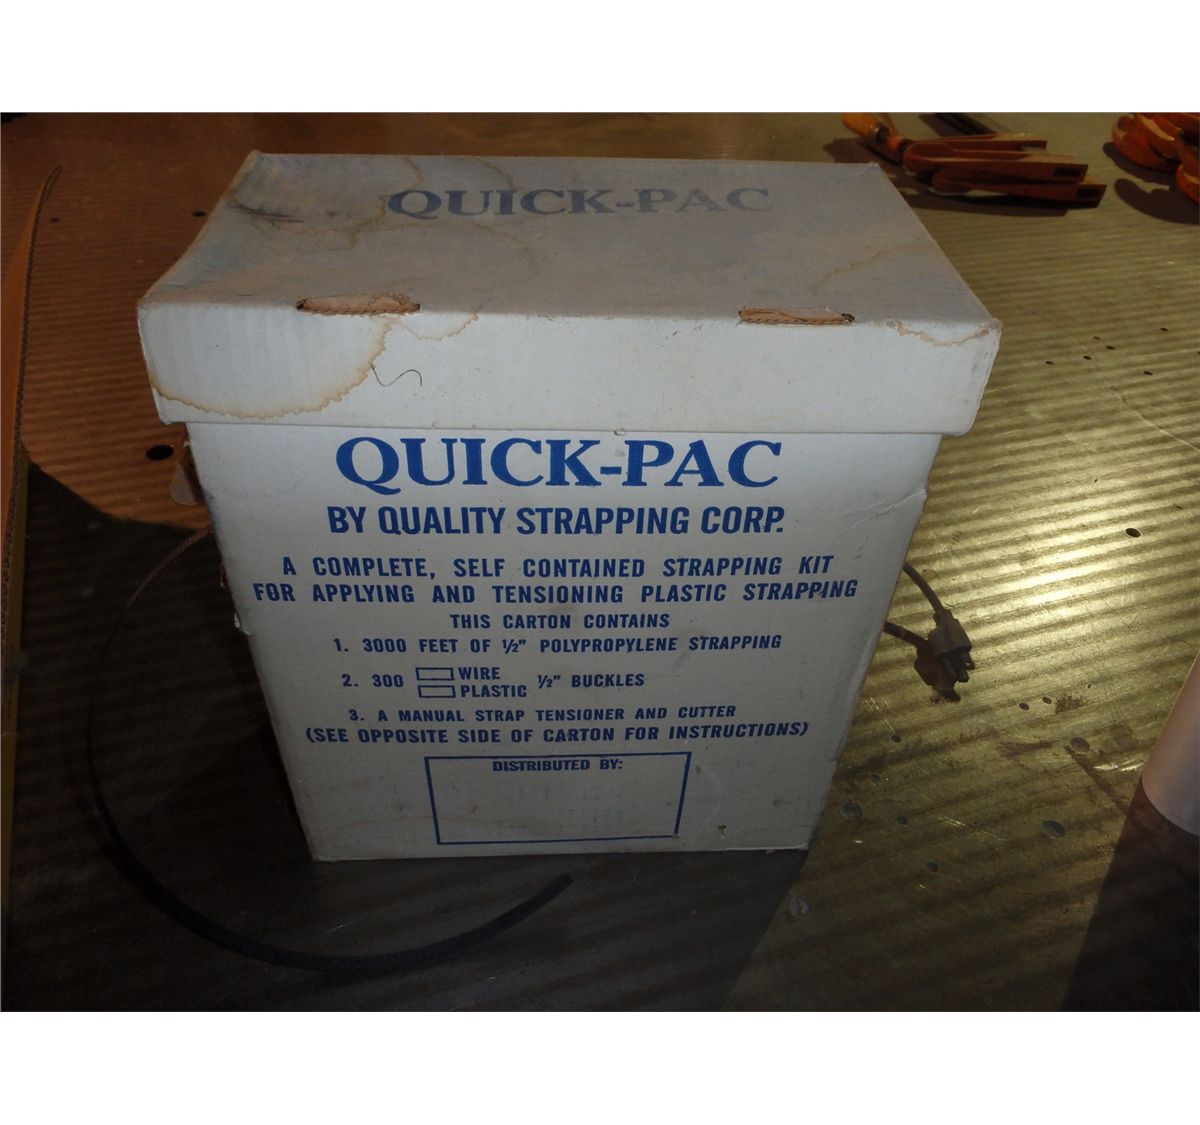 QUICK-PAC
QUICK-PAC
BY QUALITY STRAPPING CORP.
A COMPLETE, SELF CONTAINED STRAPPING KIT
FOR APPLYING AND TENSIONING PLASTIC STRAPPING
THIS CARTON CONTAINS
1. 3000 FEET OF ½" POLYPROPYLENE STRAPPING
2. 300 WIRE
PLASTIC ½" BUCKLES
3. A MANUAL STRAP TENSIONER AND CUTTER
(SEE OPPOSITE SIDE OF CARTON FOR INSTRUCTIONS)
DISTRIBUTED BY: